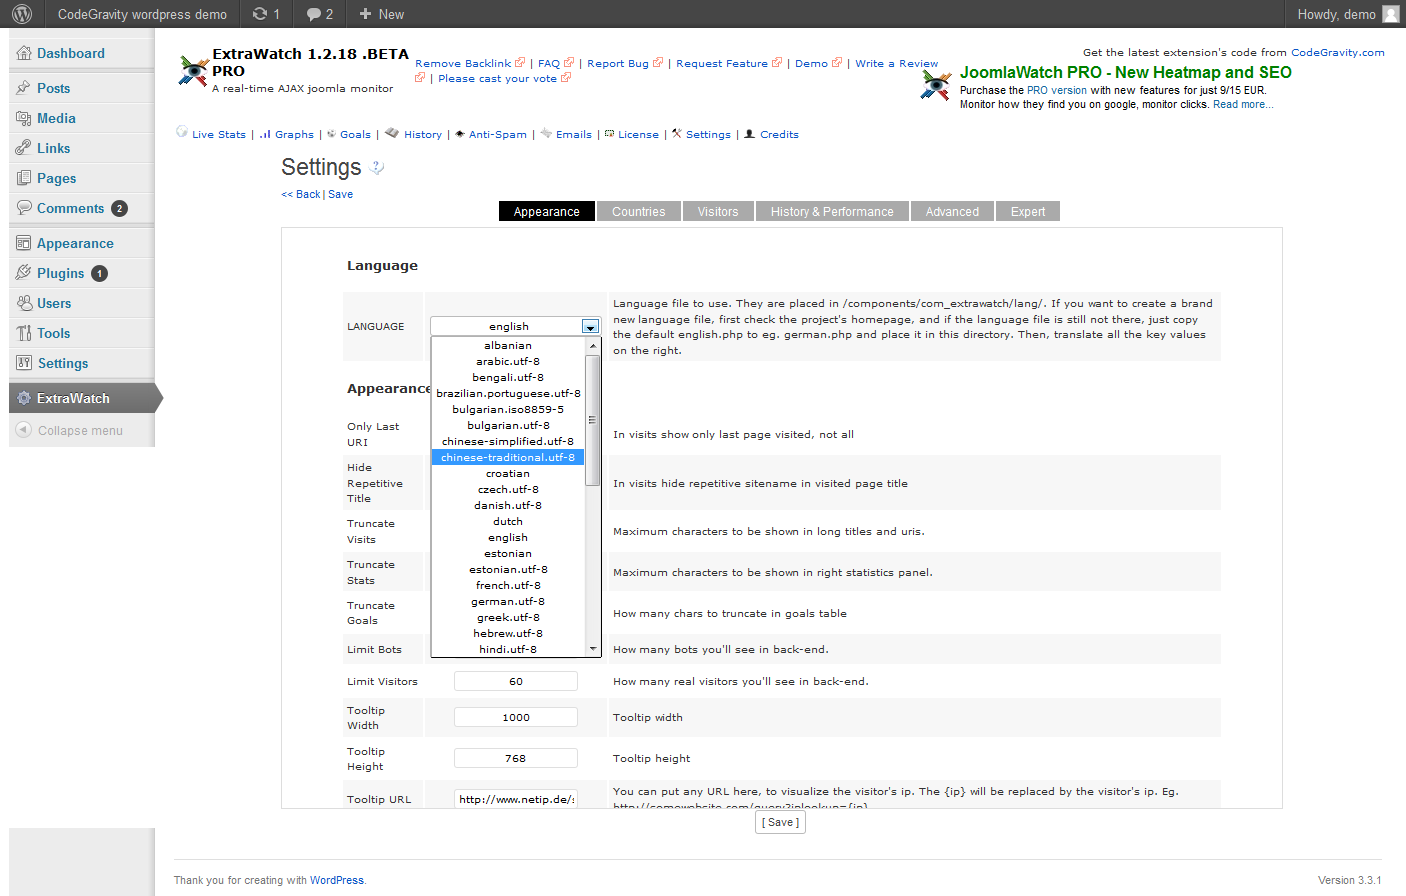 CodeGravity wordpress demo
1
2
New
Howdy, demo
Dashboard
Posts
Media
Links
Pages
Comments 2
Appearance
Plugins 1
Users
Tools
Settings
ExtraWatch
Collapse menu
ExtraWatch 1.2.18 .BETA
PRO
A real-time AJAX joomla monitor
Remove Backlink | FAQ | Report Bug | Request Feature | Demo | Write a Review
| Please cast your vote
Get the latest extension's code from CodeGravity.com
JoomlaWatch PRO - New Heatmap and SEO
Purchase the PRO version with new features for just 9/15 EUR.
Monitor how they find you on google, monitor clicks. Read more...
Live Stats | Graphs | Goals | History | Anti-Spam | Emails | License | Settings | Credits
Settings
<< Back | Save
Appearance Countries Visitors History & Performance Advanced Expert
Language
LANGUAGE
english
Language file to use. They are placed in /components/com_extrawatch/lang/. If you want to create a brand
new language file, first check the project's homepage, and if the language file is still not there, just copy
the default english.php to eg. german.php and place it in this directory. Then, translate all the key values
on the right.
albanian
arabic.utf-8
bengali.utf-8
brazilian.portuguese.utf-8
bulgarian.iso8859-5
bulgarian.utf-8
chinese-simplified.utf-8
chinese-traditional.utf-8
croatian
czech.utf-8
danish.utf-8
dutch
english
estonian
estonian.utf-8
french.utf-8
german.utf-8
greek.utf-8
hebrew.utf-8
hindi.utf-8
Appearance
Only Last
URI
In visits show only last page visited, not all
Hide
Repetitive
Title
In visits hide repetitive sitename in visited page title
Truncate
Visits
Maximum characters to be shown in long titles and uris.
Truncate
Stats
Maximum characters to be shown in right statistics panel.
Truncate
Goals
How many chars to truncate in goals table
Limit Bots
How many bots you'll see in back-end.
Limit Visitors
60
How many real visitors you'll see in back-end.
Tooltip
Width
1000
Tooltip width
Tooltip
Height
768
Tooltip height
Tooltip URL
http://www.netip.de/s
You can put any URL here, to visualize the visitor's ip. The {ip} will be replaced by the visitor's ip. Eg.
http://somewebsite.com/query?iplookup={ip}
[ Save ]
Thank you for creating with WordPress.
Version 3.3.1